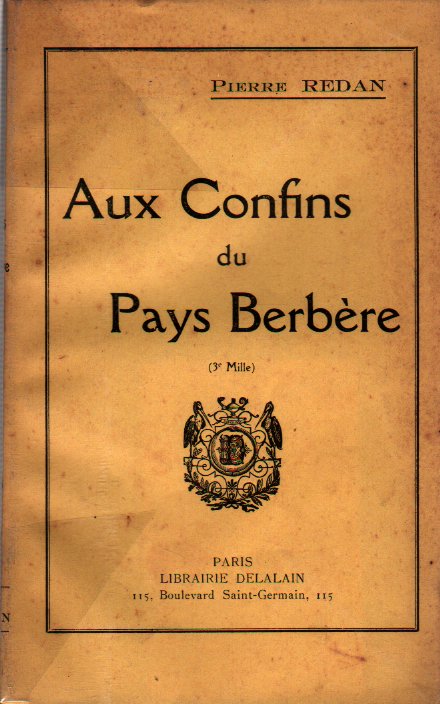 Pierre REDAN
Aux Confins
du
Pays Berbère
(3e Mille)
D
PARIS
LIBRAIRIE DELALAIN
115, Boulevard Saint-Germain, 115
N